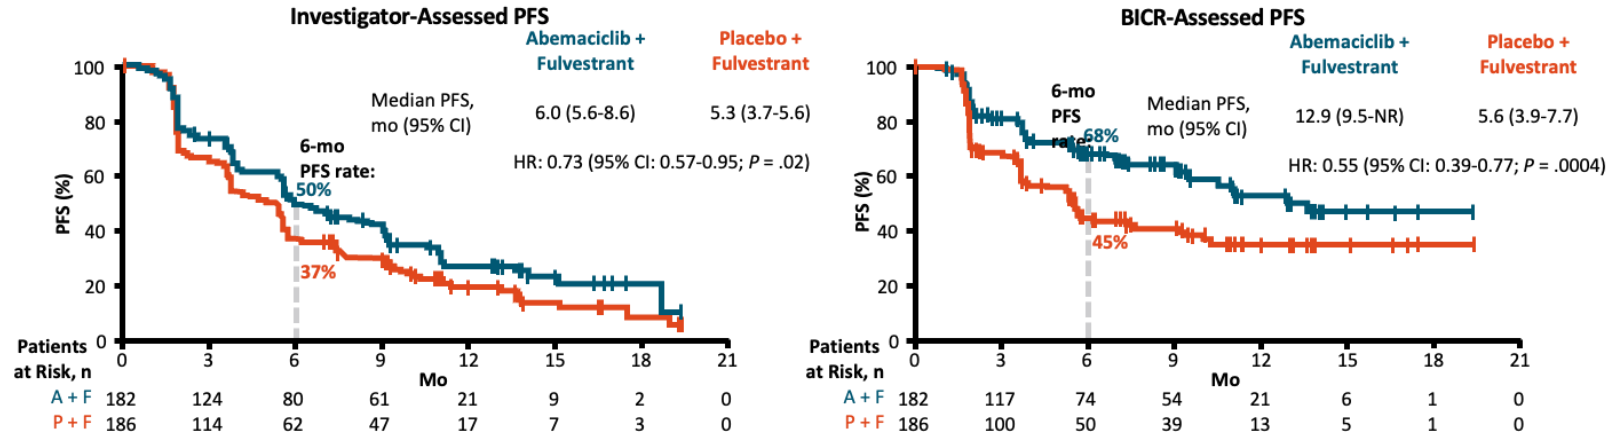 Investigator-Assessed PFS
Abemaciclib +
Fulvestrant
Placebo +
Fulvestrant
Median PFS,
mo (95% CI)
6.0 (5.6-8.6)
5.3 (3.7-5.6)
HR: 0.73 (95% CI: 0.57-0.95; P = .02)
6-mo
PFS rate:
50%
37%
PFS (%)
100
80
60
40
20
0
0 3 6 9 12 15 18 21
Mo
Patients
at Risk, n
A + F 182 124 80 61 21 9 2 0
P + F 186 114 62 47 17 7 3 0
BICR-Assessed PFS
Abemaciclib +
Fulvestrant
Placebo +
Fulvestrant
Median PFS,
mo (95% CI)
12.9 (9.5-NR)
5.6 (3.9-7.7)
HR: 0.55 (95% CI: 0.39-0.77; P = .0004)
6-mo
PFS
rate:
68%
45%
PFS (%)
100
80
60
40
20
0
0 3 6 9 12 15 18 21
Mo
Patients
at Risk, n
A + F 182 117 74 54 21 6 1 0
P + F 186 100 50 39 13 5 1 0